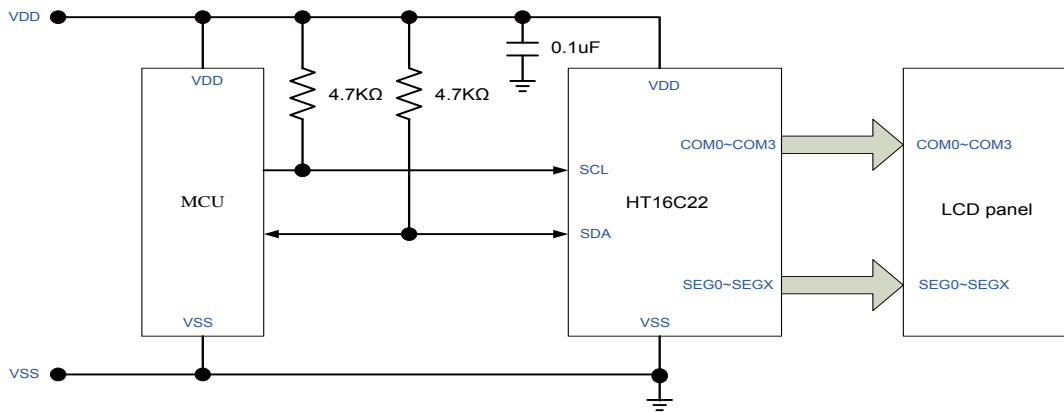 VDD
0.1uF
VDD
4.7KΩ
4.7KΩ
VDD
COM0~COM3
COM0~COM3
SCL
MCU
HT16C22
LCD panel
SDA
SEG0~SEGX
SEG0~SEGX
VSS
VSS
VSS